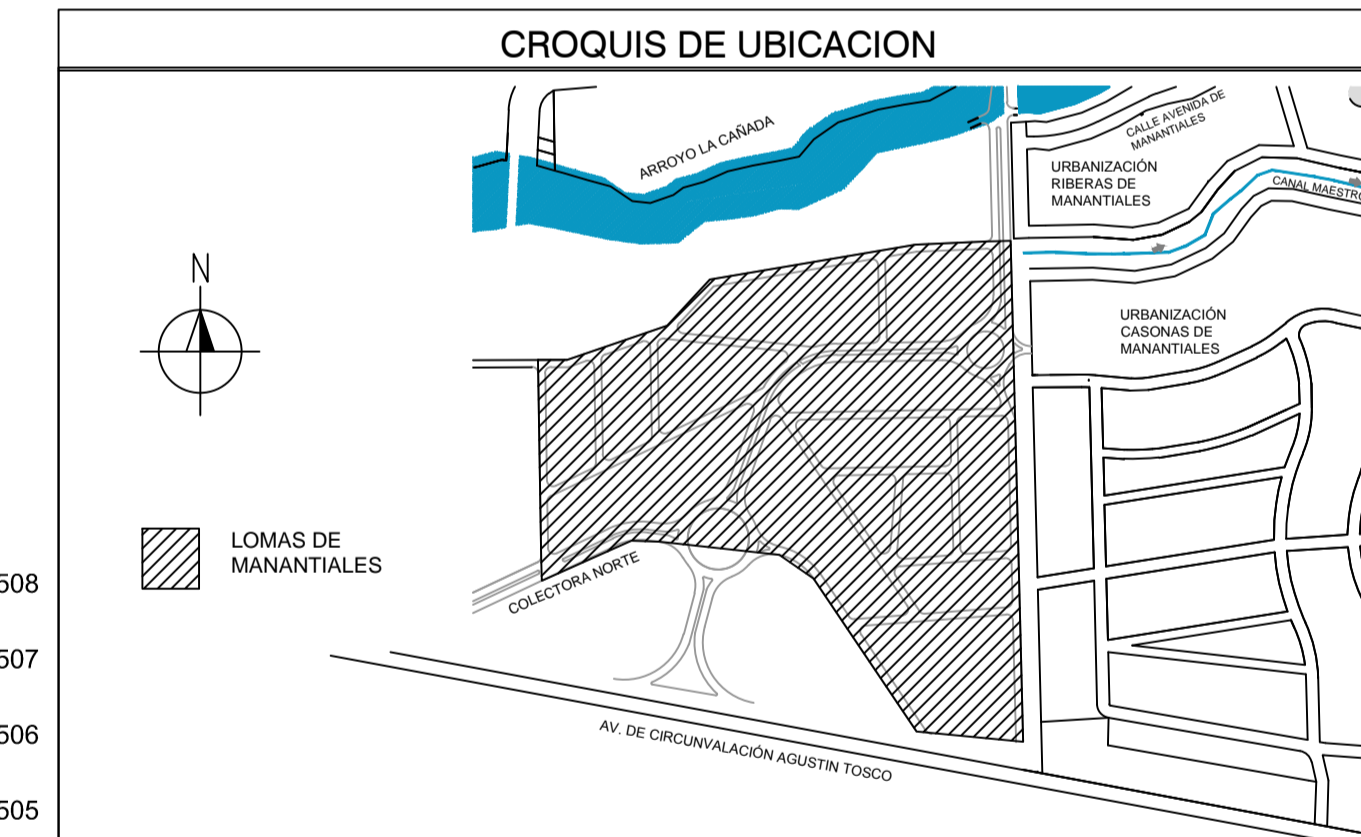 CROQUIS DE UBICACION
ARROYO LA CAÑADA
CALLE AVENIDA DE
MANANTIALES
URBANIZACIÓN
RIBERAS DE
MANANTIALES
CANAL MAESTRO
N
URBANIZACIÓN
CASONAS DE
MANANTIALES
LOMAS DE
MANANTIALES
COLECTORA NORTE
AV. DE CIRCUNVALACIÓN AGUSTIN TOSCO
508
507
506
505